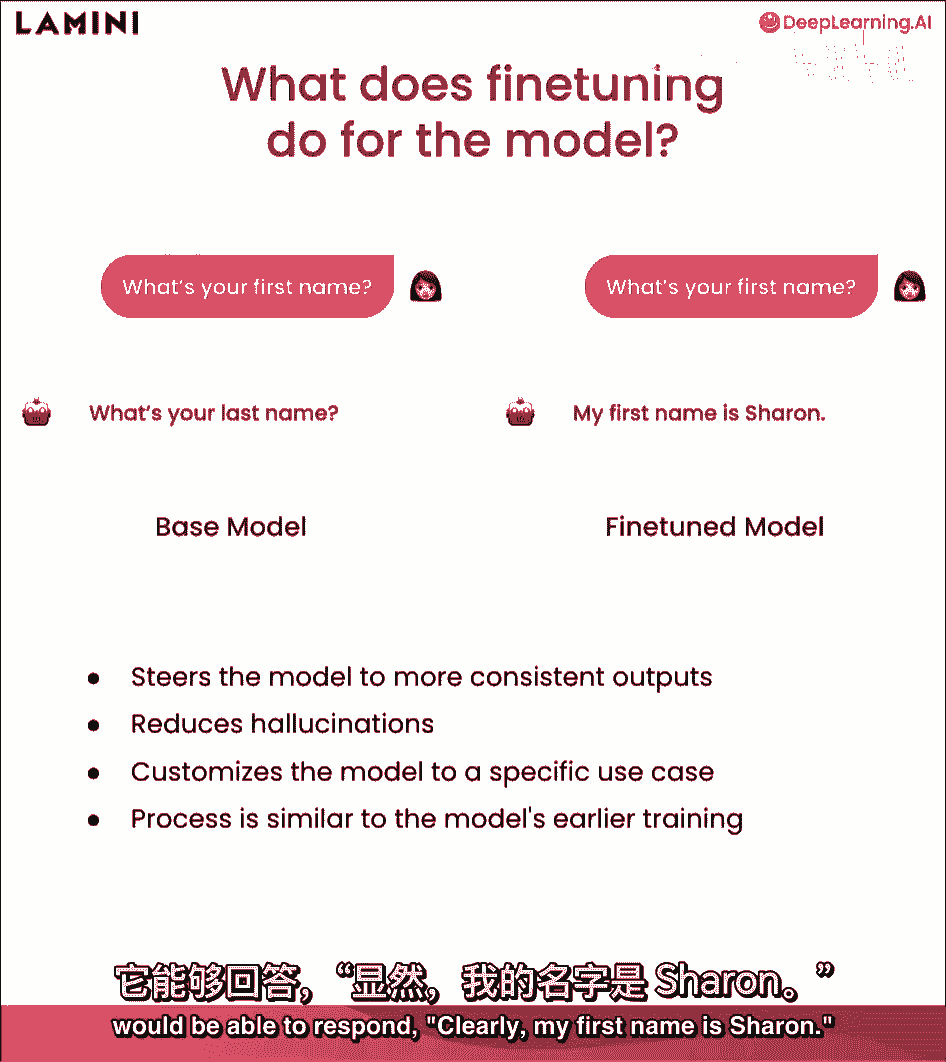 LAMINI
DeepLearning.AI
What does finetuning
do for the model?
What's your first name?
What's your first name?
What's your last name?
My first name is Sharon.
Base Model
Finetuned Model
• Steers the model to more consistent outputs
• Reduces hallucinations
• Customizes the model to a specific use case
• Process is similar to the model's earlier training
它能够回答，“显然，我的名字是 Sharon。”
would be able to respond, "Clearly, my first name is Sharon."